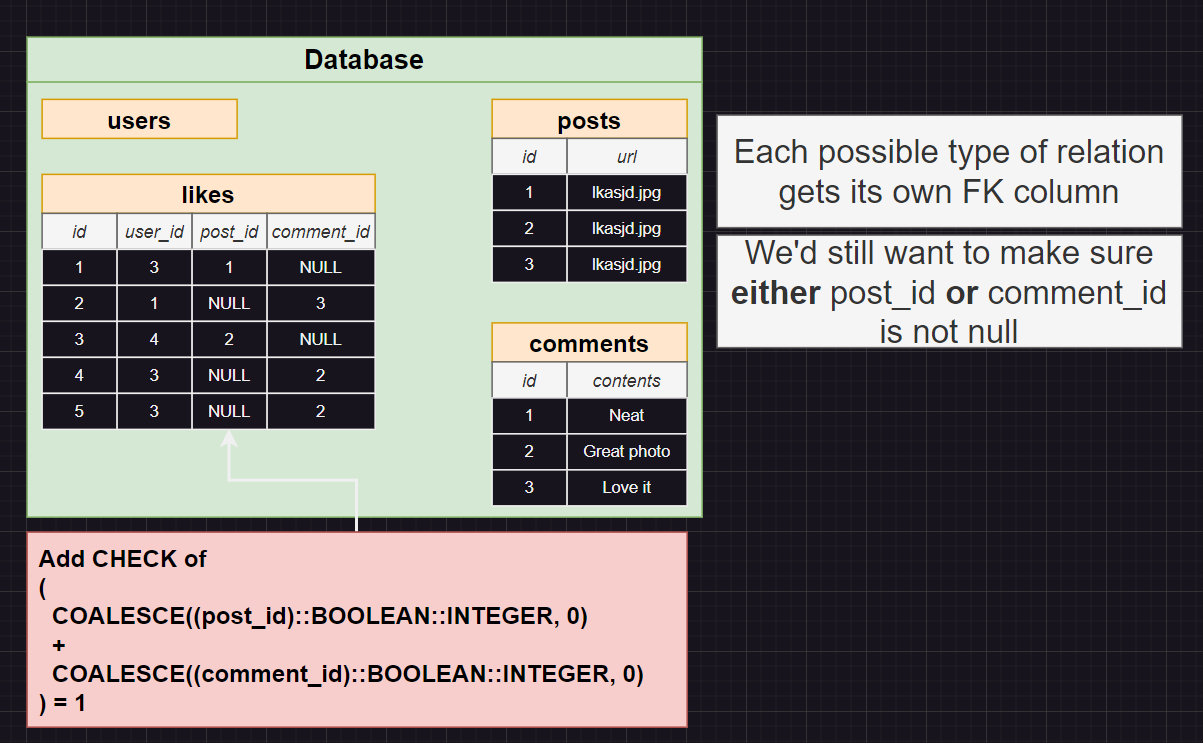 Database
users
likes
id user_id post_id comment_id
1 3 1 NULL
2 1 NULL 3
3 4 2 NULL
4 3 NULL 2
5 3 NULL 2
posts
id url
1 lkasjd.jpg
2 lkasjd.jpg
3 lkasjd.jpg
comments
id contents
1 Neat
2 Great photo
3 Love it
Each possible type of relation
gets its own FK column
We'd still want to make sure
either post_id or comment_id
is not null
Add CHECK of
(
COALESCE((post_id)::BOOLEAN::INTEGER, 0)
+
COALESCE((comment_id)::BOOLEAN::INTEGER, 0)
) = 1